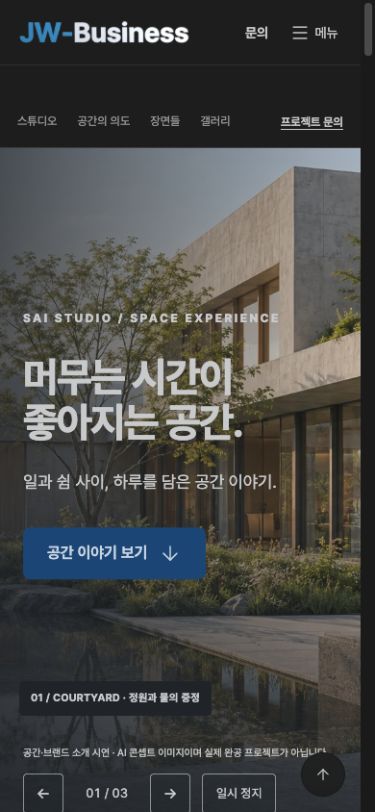 JW-Business
문의
메뉴
스튜디오 공간의 의도 장면들 갤러리 프로젝트 문의
SAI STUDIO / SPACE EXPERIENCE
머무는 시간이
좋아지는 공간.
일과 쉼 사이, 하루를 담은 공간 이야기.
공간 이야기 보기
01 / COURTYARD · 정원과 물의 중정
공간·브랜드 소개 시연 · AI 콘셉트 이미지이며 실제 완공 프로젝트가 아닙니다.
01 / 03
일시 정지